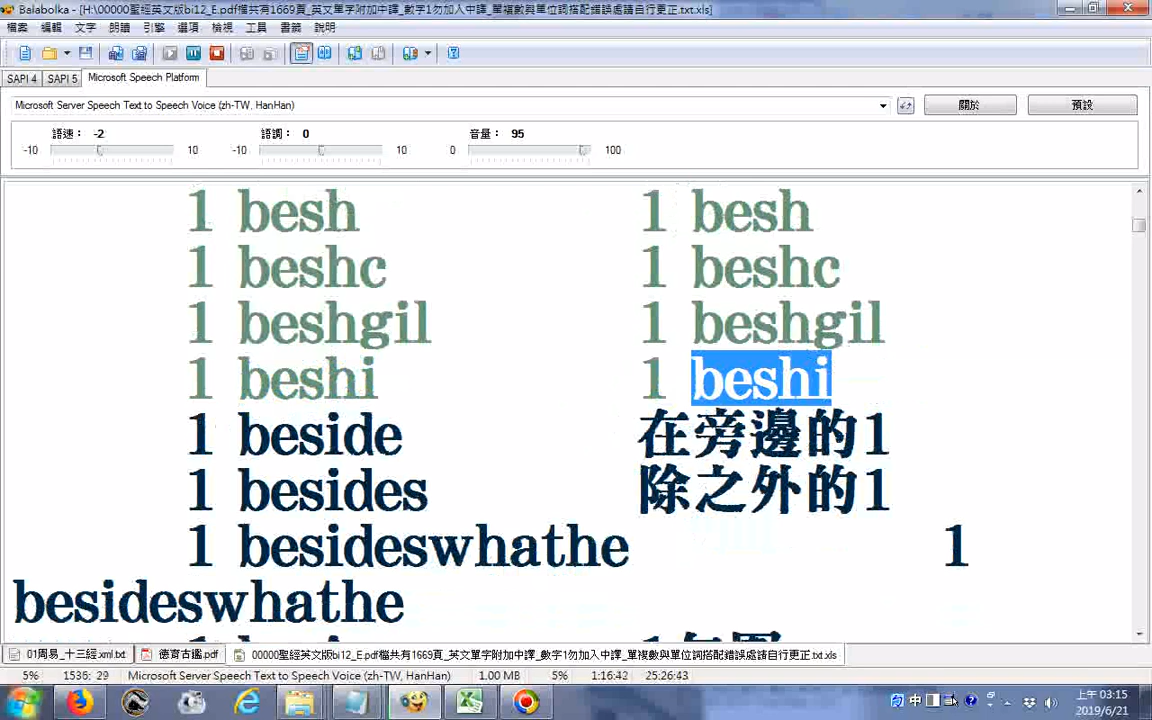 Balabolka - [H:\00000聖經英文版bi12_E.pdf檔共有1669頁_英文單字附加中譯_數字1勿加入中譯_單複數與單位詞搭配錯誤處請自行更正.txt.xls]
檔案 編輯 文字 朗讀 引擎 選項 檢視 工具 書籤 說明
SAPI 4 SAPI 5 Microsoft Speech Platform
Microsoft Server Speech Text to Speech Voice (zh-TW, HanHan) 關於 預設
語速： -2 語調： 0 音量： 95
-10 10 -10 10 0 100
1 besh 1 besh
1 beshc 1 beshc
1 beshgil 1 beshgil
1 beshi 1 beshi
1 beside 在旁邊的1
1 besides 除之外的1
1 besideswhathe 1
besideswhathe
01周易_十三經.xml.txt 德育古鑑.pdf 00000聖經英文版bi12_E.pdf檔共有1669頁_英文單字附加中譯_數字1勿加入中譯_單複數與單位詞搭配錯誤處請自行更正.txt.xls
5% 1536: 29 Microsoft Server Speech Text to Speech Voice (zh-TW, HanHan) 1.00 MB 5% 1:16:42 25:26:43
中 上午 03:15
2019/6/21